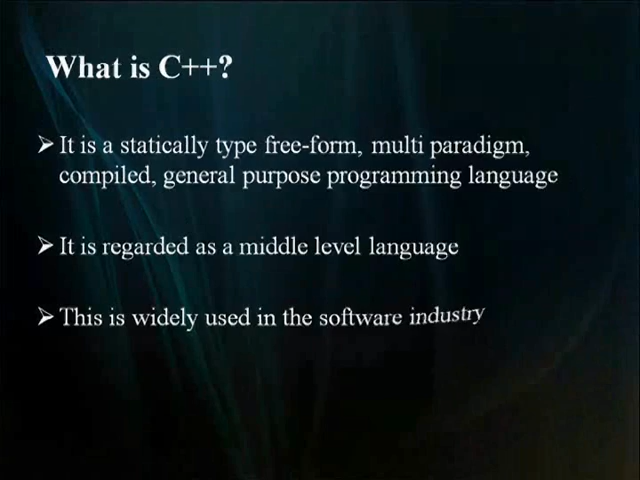 What is C++?
It is a statically type free-form, multi paradigm,
compiled, general purpose programming language
It is regarded as a middle level language
This is widely used in the software industry